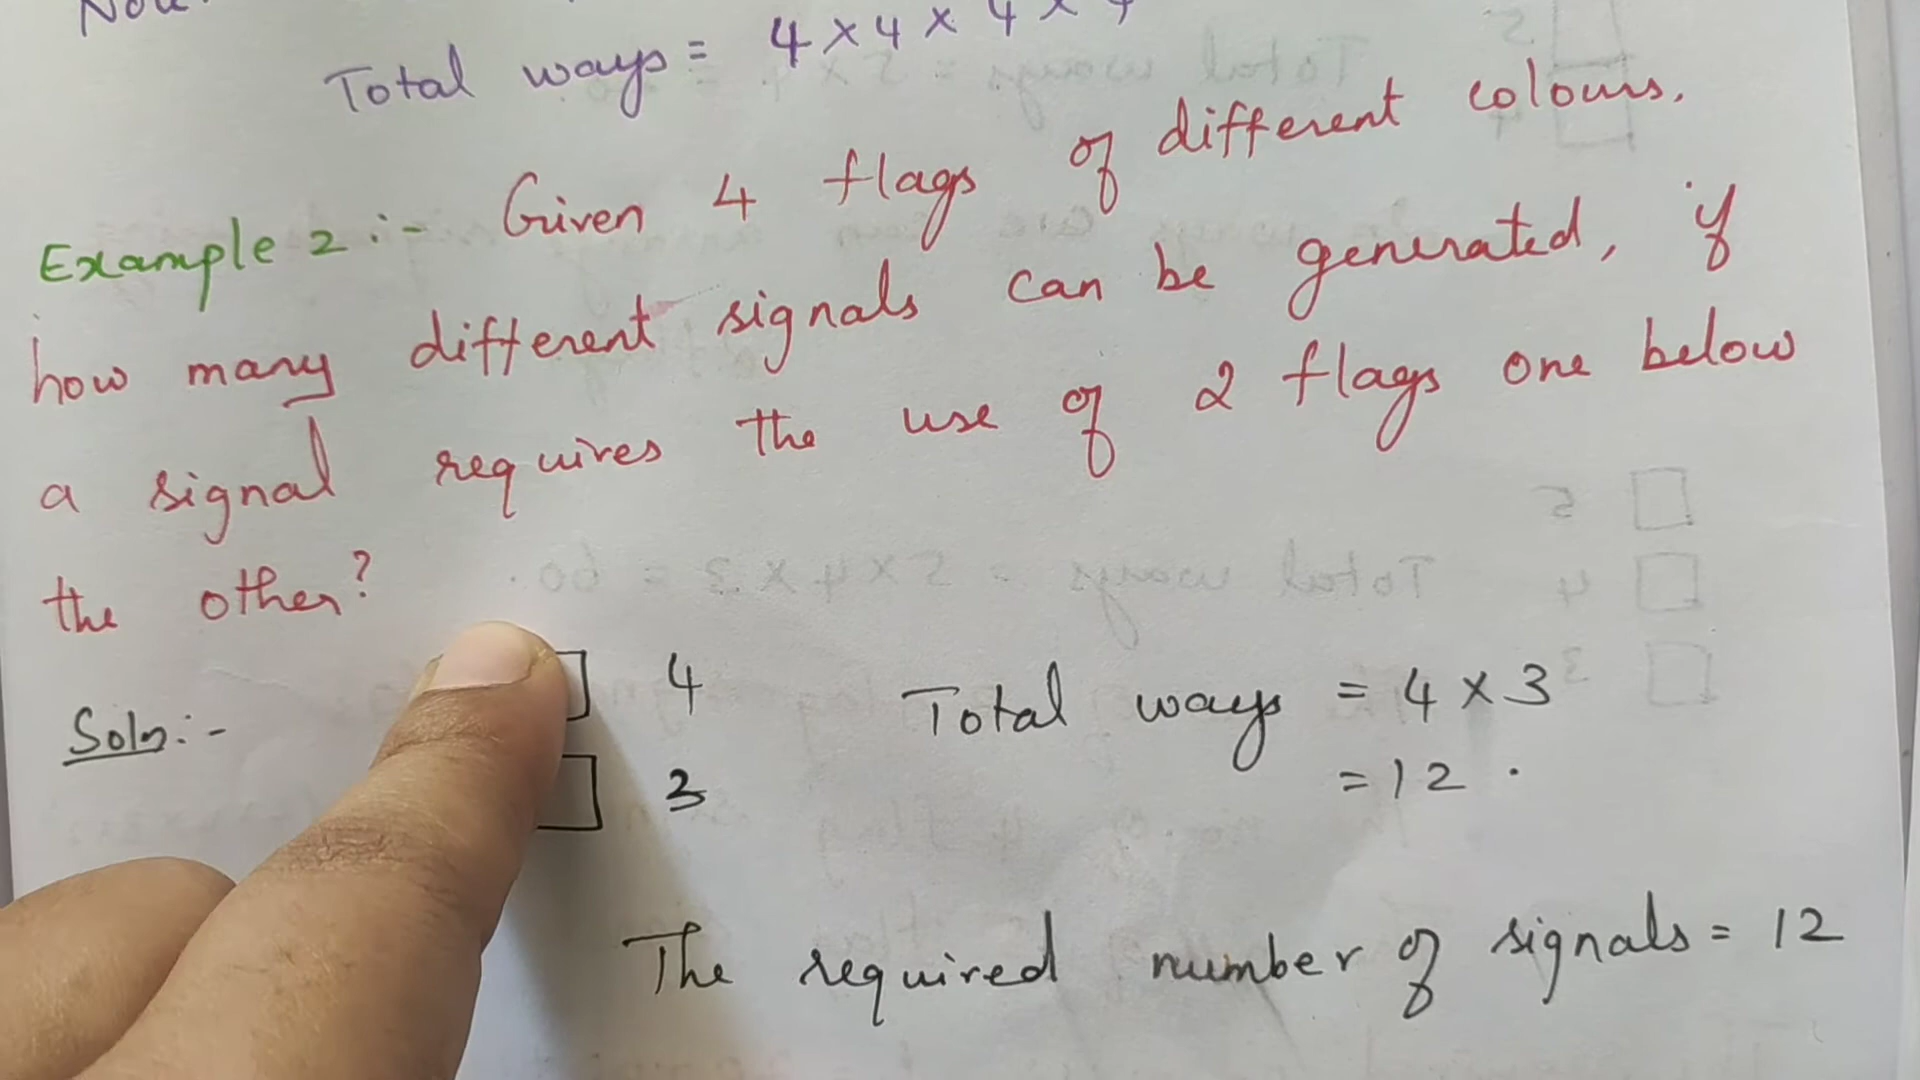 Total ways = 4 × 4 × 4 ×
Example 2 :- Given 4 flags of different colours.
how many different signals can be generated, if
a signal requires the use of 2 flags one below
the other?
Soln:- 4 Total ways = 4 × 3
3 = 12 .
The required number of signals = 12